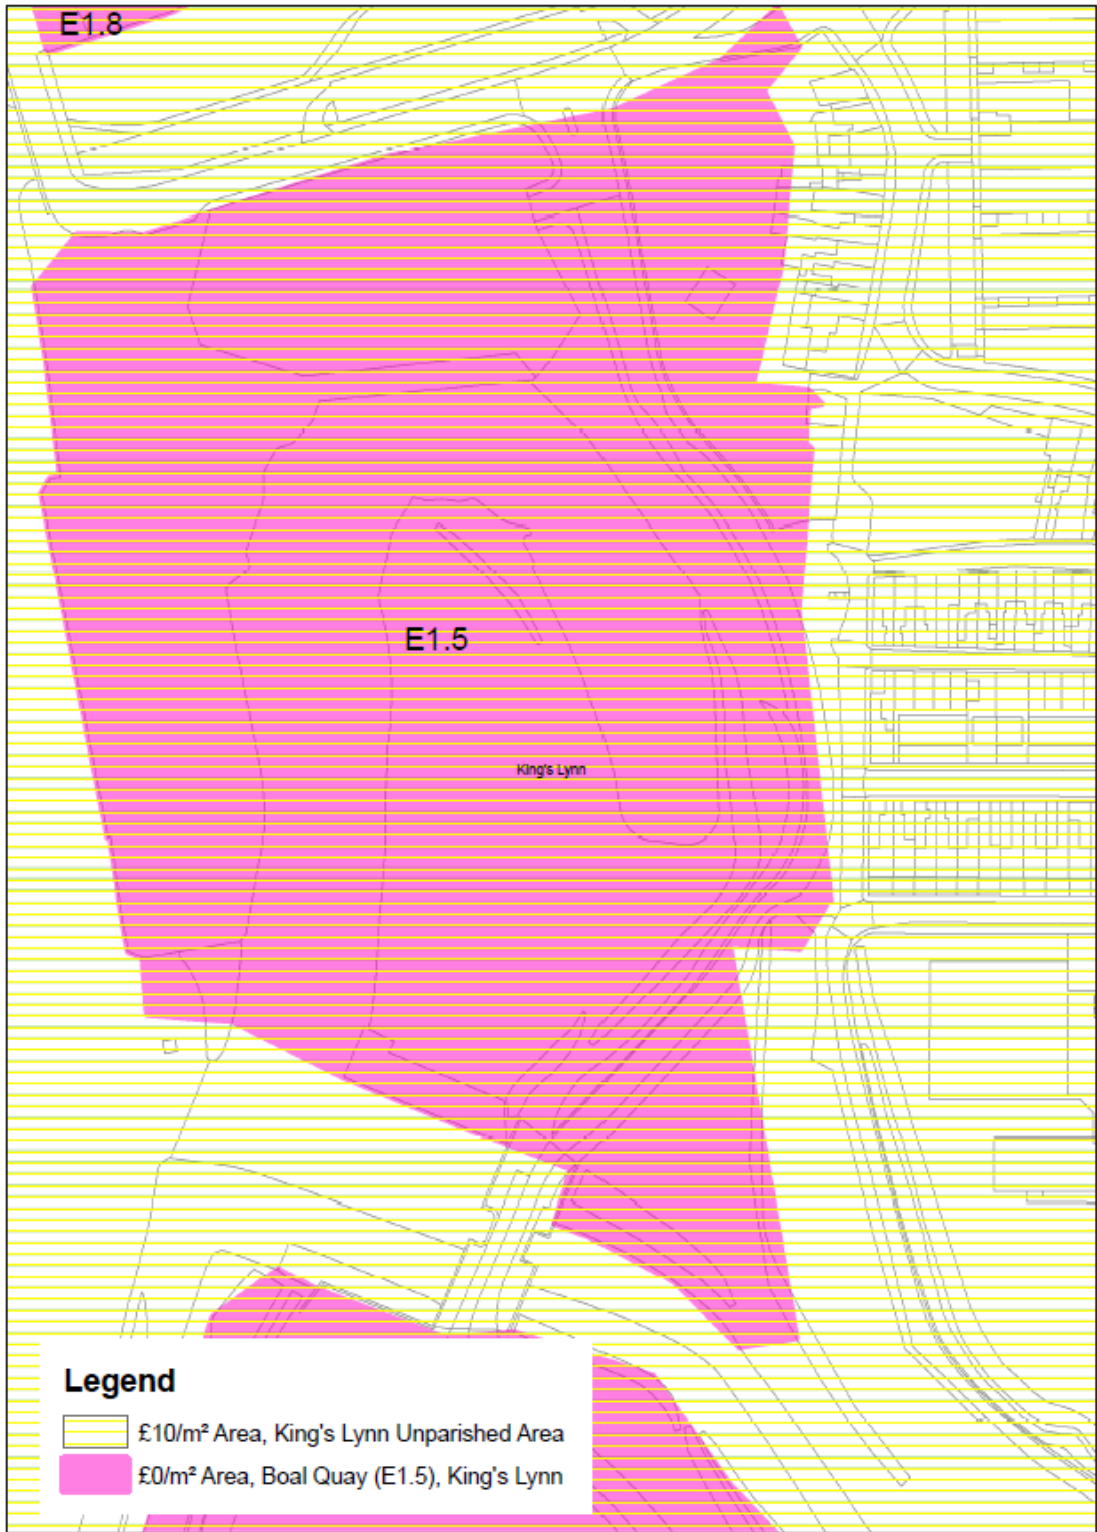 E1.8
E1.5
King's Lynn
Legend
£10/m² Area, King's Lynn Unparished Area
£0/m² Area, Boal Quay (E1.5), King's Lynn